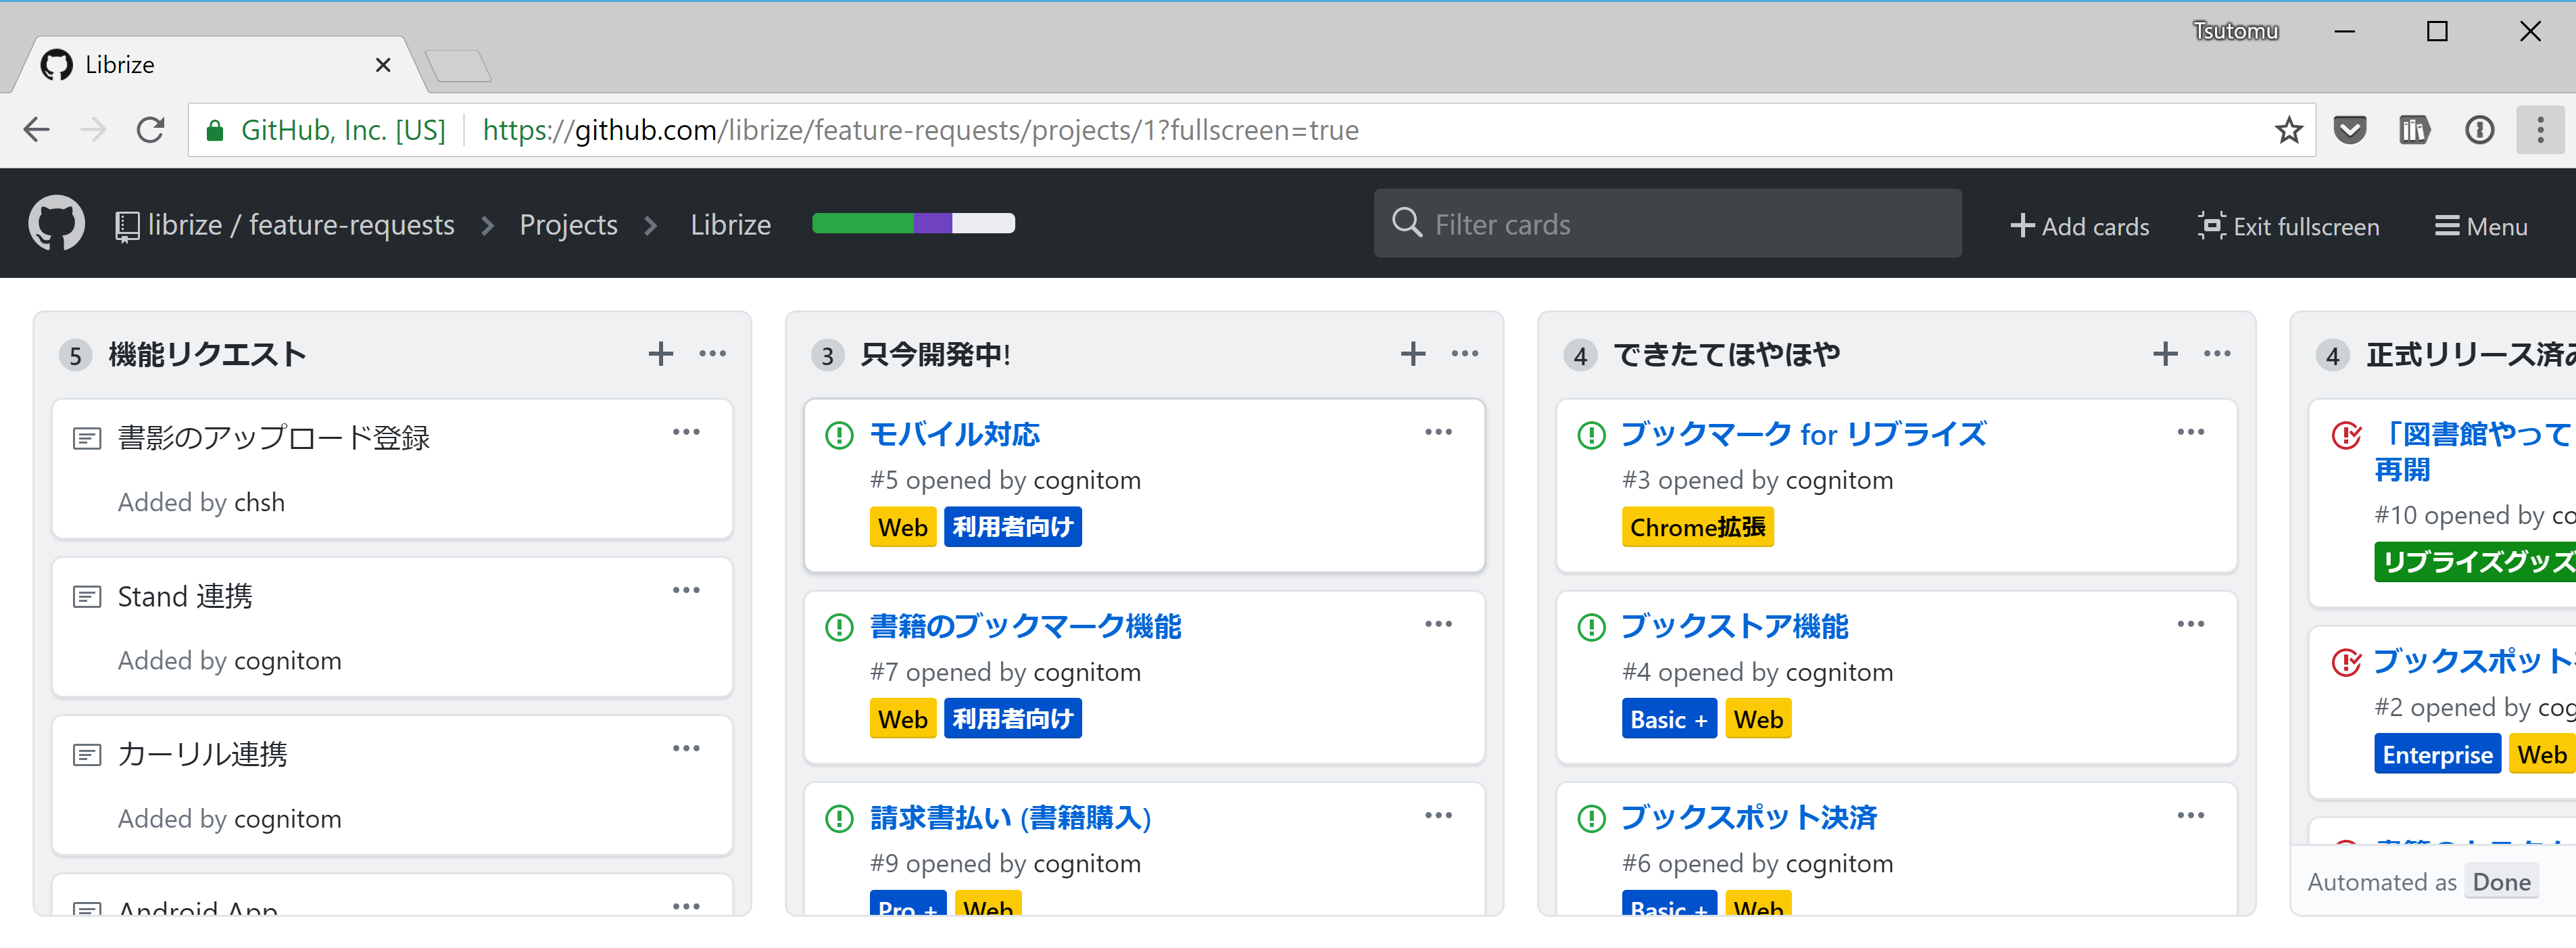 Tsutomu
Librize
GitHub, Inc. [US] https://github.com/librize/feature-requests/projects/1?fullscreen=true
librize / feature-requests Projects Librize Filter cards Add cards Exit fullscreen Menu
5 機能リクエスト
書影のアップロード登録
Added by chsh
Stand 連携
Added by cognitom
カーリル連携
Added by cognitom
Android App
3 只今開発中!
モバイル対応
#5 opened by cognitom
Web 利用者向け
書籍のブックマーク機能
#7 opened by cognitom
Web 利用者向け
請求書払い (書籍購入)
#9 opened by cognitom
Pro + Web
4 できたてほやほや
ブックマーク for リブライズ
#3 opened by cognitom
Chrome拡張
ブックストア機能
#4 opened by cognitom
Basic + Web
ブックスポット決済
#6 opened by cognitom
Basic + Web
4 正式リリース済み
「図書館やって
再開
#10 opened by co
リブライズグッズ
ブックスポット
#2 opened by cog
Enterprise Web
Automated as Done